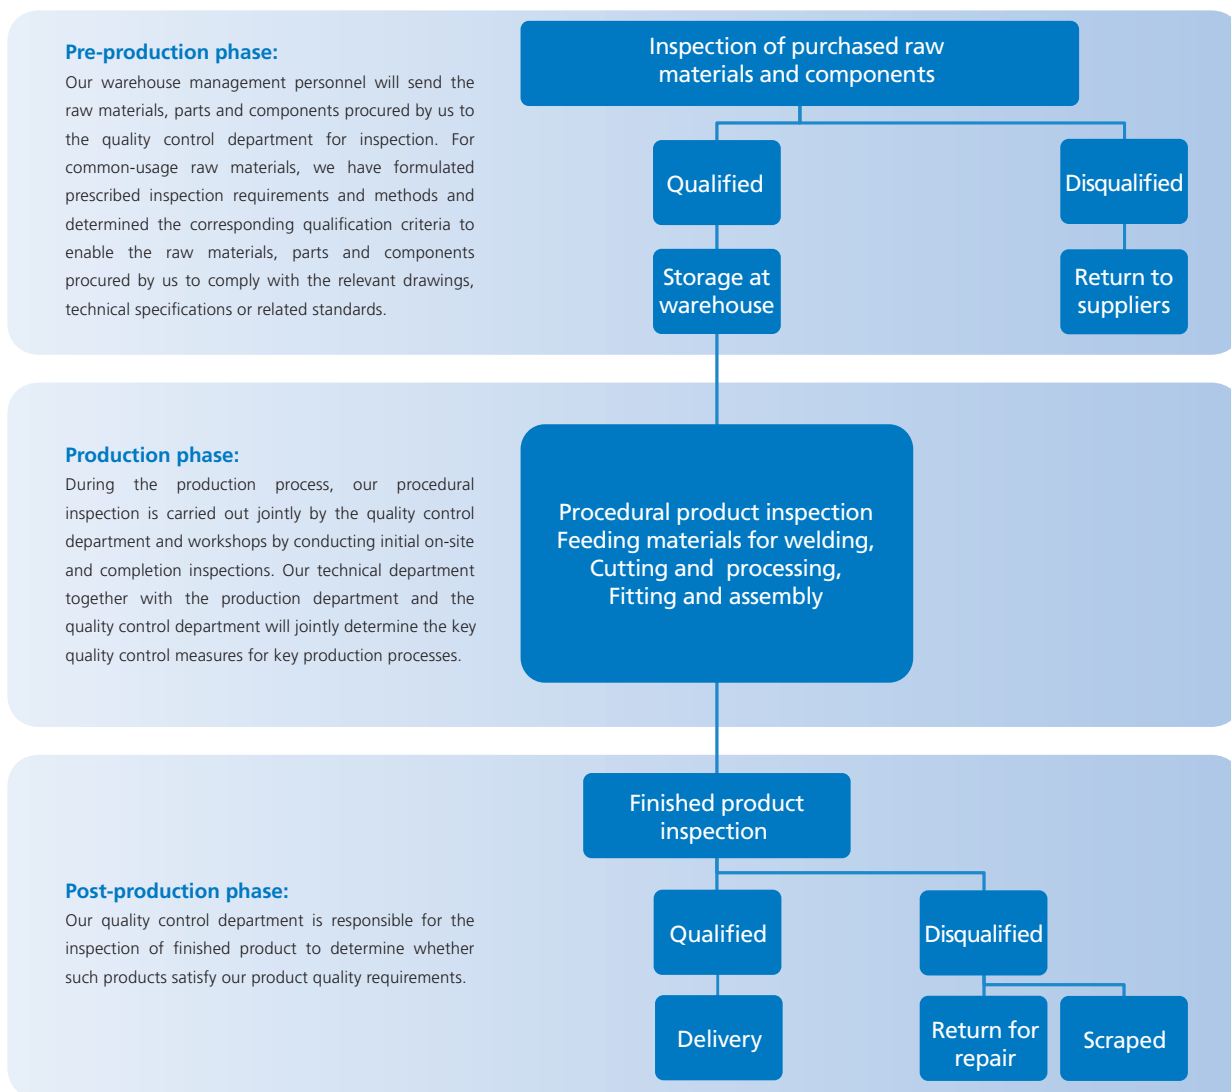 Pre-production phase:
Our warehouse management personnel will send the
raw materials, parts and components procured by us to
the quality control department for inspection. For
common-usage raw materials, we have formulated
prescribed inspection requirements and methods and
determined the corresponding qualification criteria to
enable the raw materials, parts and components
procured by us to comply with the relevant drawings,
technical specifications or related standards.
Inspection of purchased raw
materials and components
Qualified
Disqualified
Storage at
warehouse
Return to
suppliers
Production phase:
During the production process, our procedural
inspection is carried out jointly by the quality control
department and workshops by conducting initial on-site
and completion inspections. Our technical department
together with the production department and the
quality control department will jointly determine the key
quality control measures for key production processes.
Procedural product inspection
Feeding materials for welding,
Cutting and processing,
Fitting and assembly
Post-production phase:
Our quality control department is responsible for the
inspection of finished product to determine whether
such products satisfy our product quality requirements.
Finished product
inspection
Qualified
Disqualified
Delivery
Return for
repair
Scraped